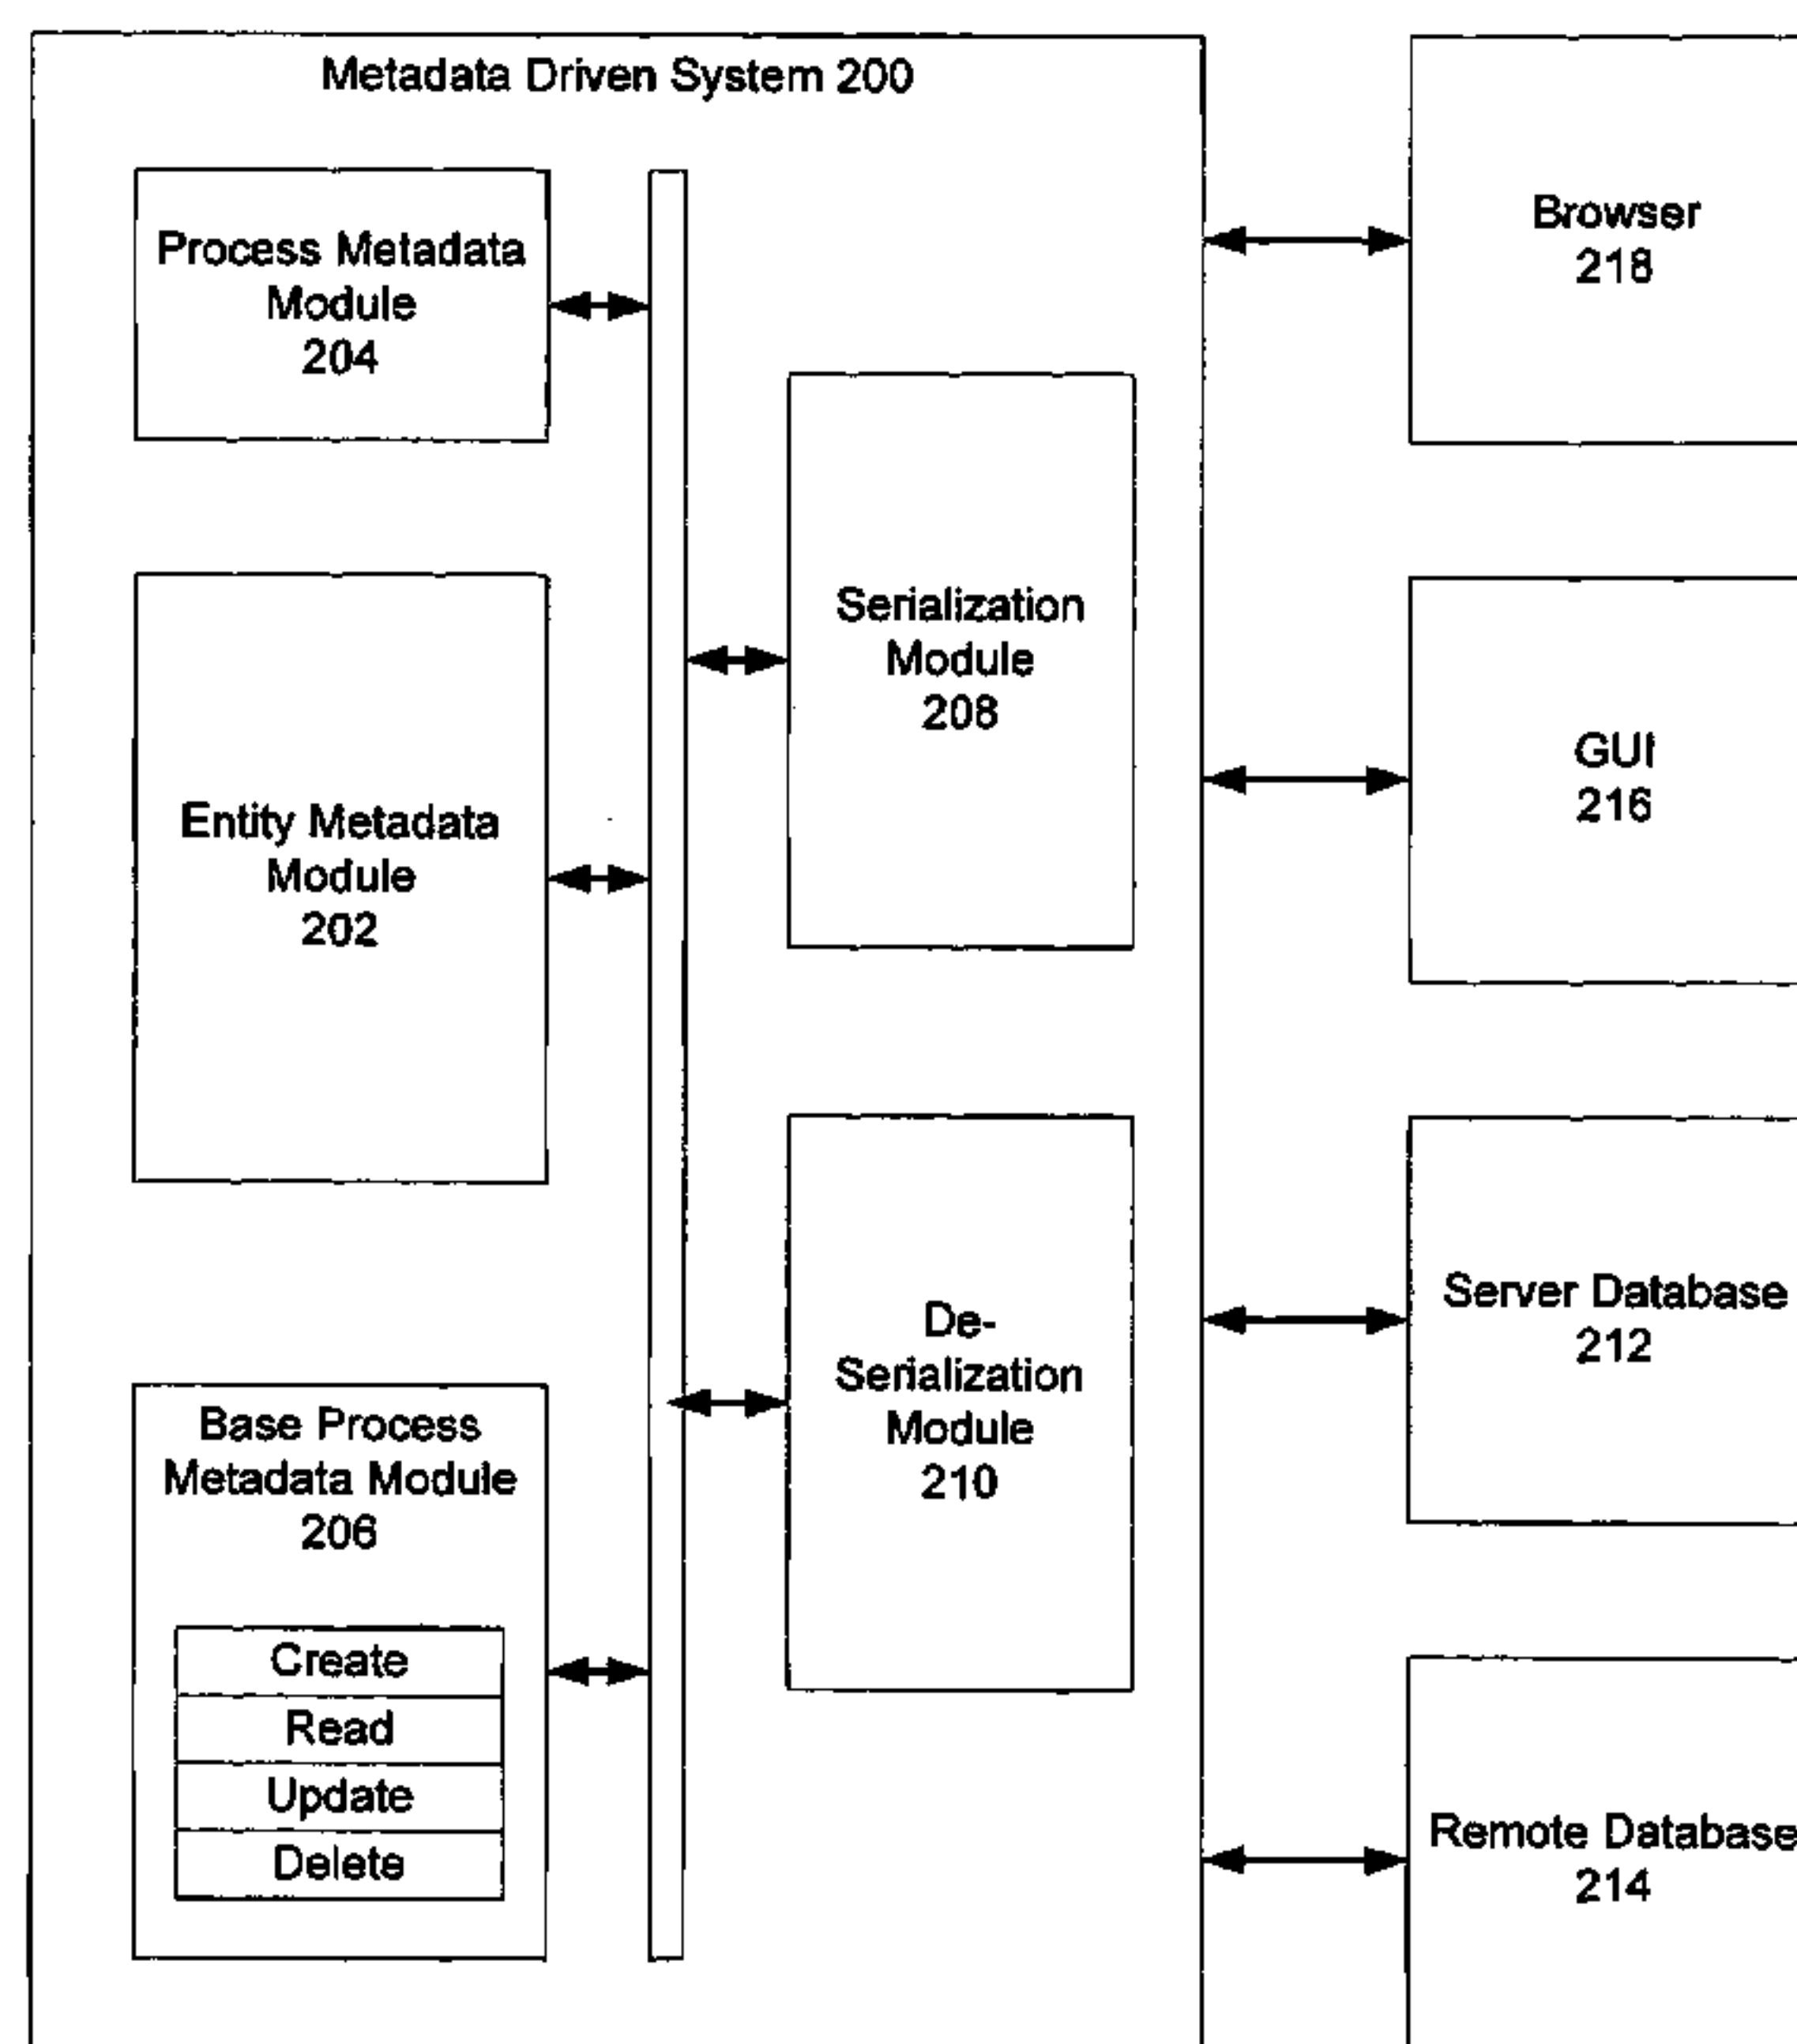 Metadata Driven System 200
Process Metadata
Module
204
Entity Metadata
Module
202
Base Process
Metadata Module
206
Create
Read
Update
Delete
Serialization
Module
208
De-
Serialization
Module
210
Browser
218
GUI
216
Server Database
212
Remote Database
214